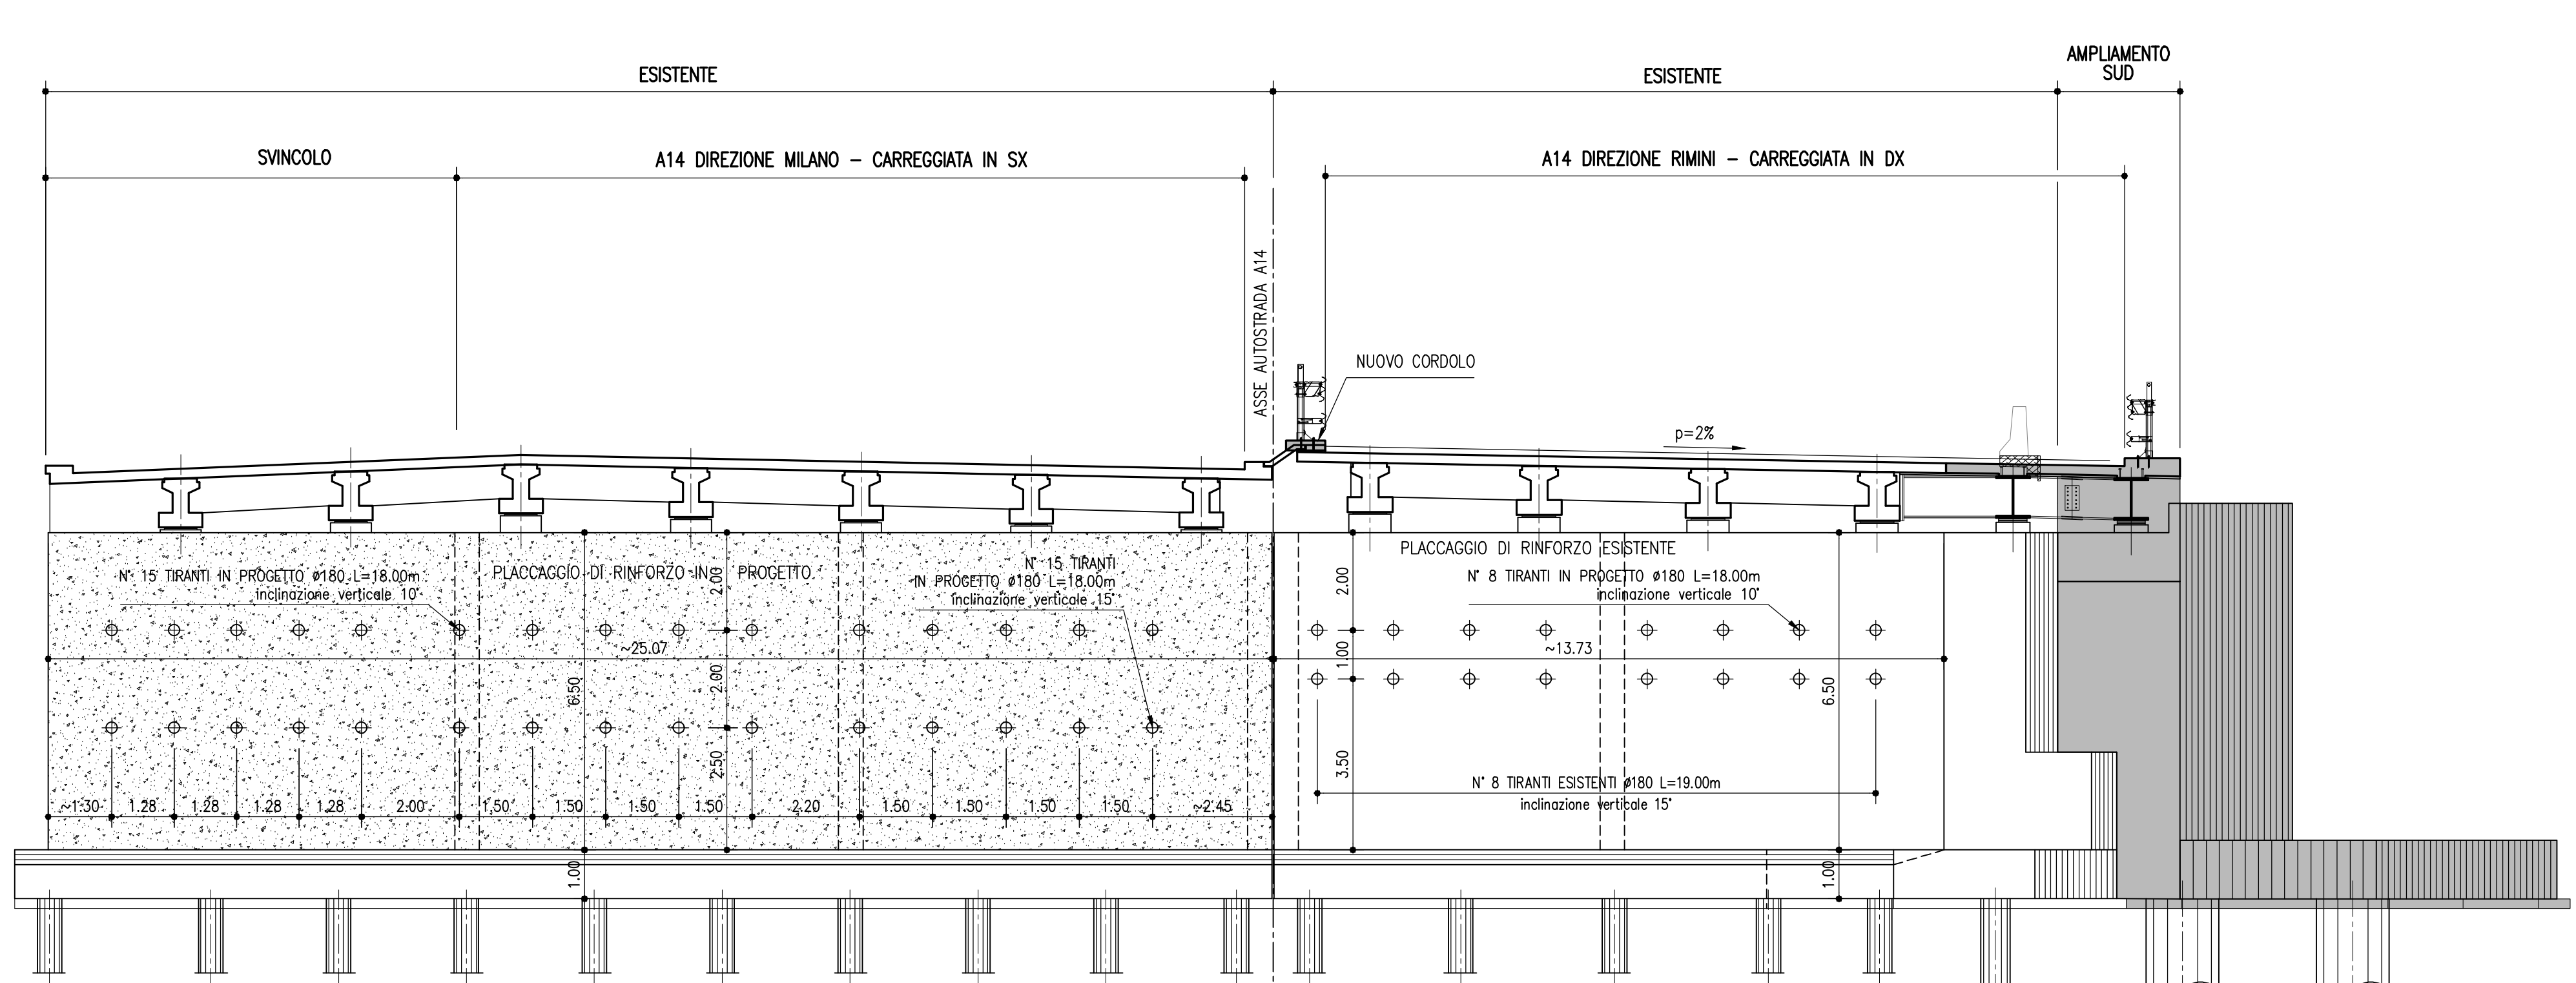 ESISTENTE
ESISTENTE
AMPLIAMENTO
SUD
SVINCOLO
A14 DIREZIONE MILANO – CARREGGIATA IN SX
A14 DIREZIONE RIMINI – CARREGGIATA IN DX
ASSE AUTOSTRADA A14
NUOVO CORDOLO
p=2%
N° 15 TIRANTI IN PROGETTO ø180 L=18.00m
inclinazione verticale 10°
PLACCAGGIO DI RINFORZO IN PROGETTO
N° 15 TIRANTI
IN PROGETTO ø180 L=18.00m
inclinazione verticale 15°
PLACCAGGIO DI RINFORZO ESISTENTE
N° 8 TIRANTI IN PROGETTO ø180 L=18.00m
inclinazione verticale 10°
2.00
2.00
~25.07
1.00
~13.73
6.50
2.00
6.50
2.50
3.50
N° 8 TIRANTI ESISTENTI ø180 L=19.00m
inclinazione verticale 15°
~1.30 1.28 1.28 1.28 1.28 2.00 1.50 1.50 1.50 1.50 2.20 1.50 1.50 1.50 1.50 ~2.45
1.00
1.00